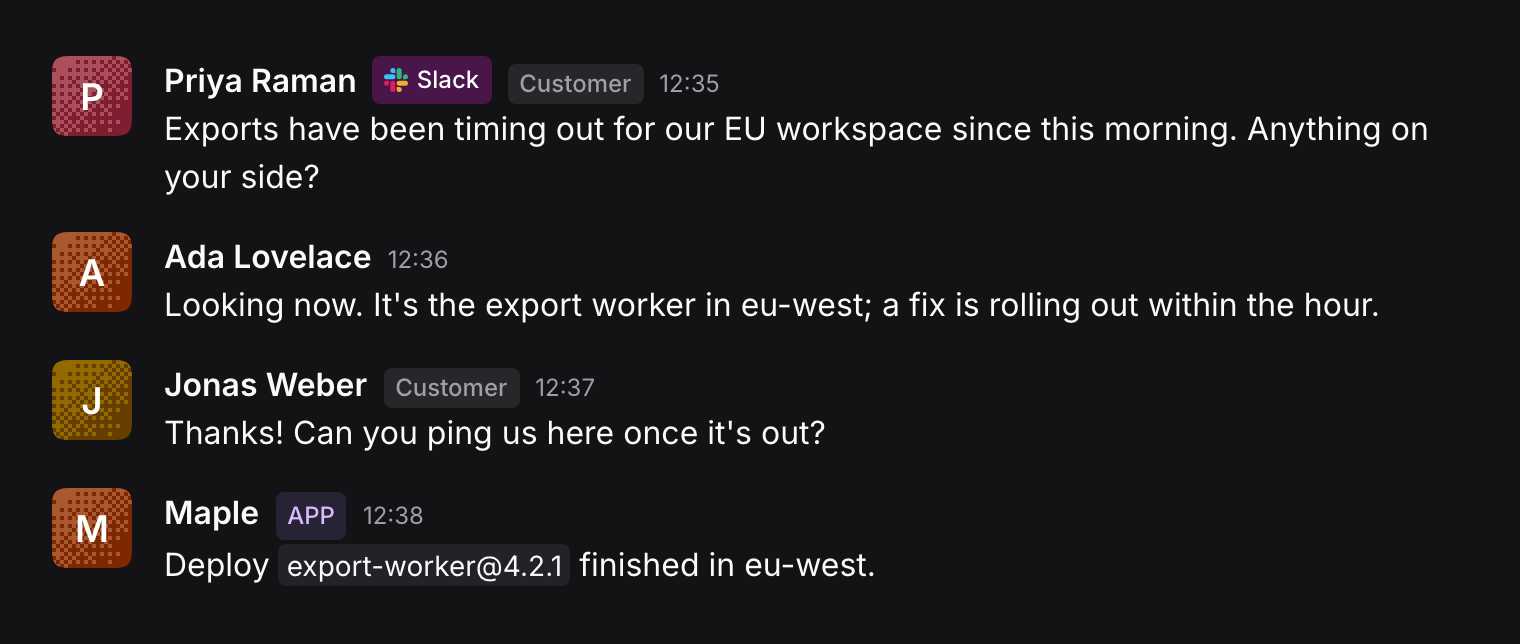 P
Priya Raman Slack Customer 12:35
Exports have been timing out for our EU workspace since this morning. Anything on
your side?
A
Ada Lovelace 12:36
Looking now. It's the export worker in eu-west; a fix is rolling out within the hour.
J
Jonas Weber Customer 12:37
Thanks! Can you ping us here once it's out?
M
Maple APP 12:38
Deploy export-worker@4.2.1 finished in eu-west.